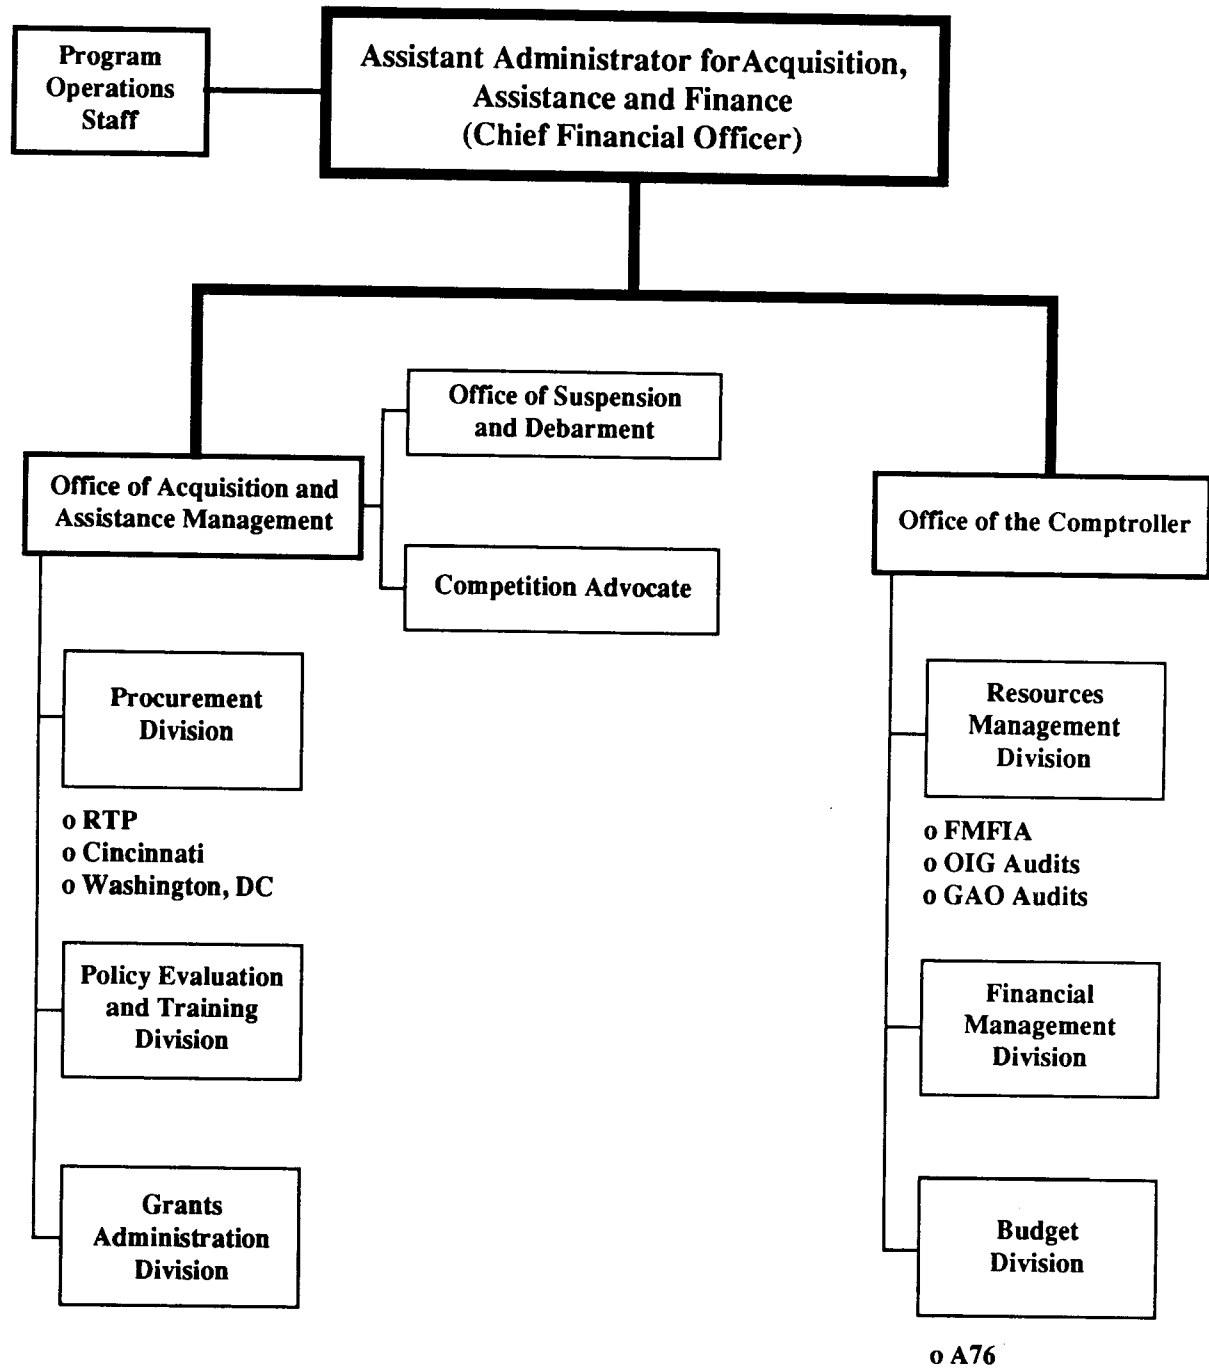 Program
Operations
Staff
Assistant Administrator forAcquisition,
Assistance and Finance
(Chief Financial Officer)
Office of Suspension
and Debarment
Office of Acquisition and
Assistance Management
Office of the Comptroller
Competition Advocate
Procurement
Division
o RTP
o Cincinnati
o Washington, DC
Policy Evaluation
and Training
Division
Grants
Administration
Division
Resources
Management
Division
o FMFIA
o OIG Audits
o GAO Audits
Financial
Management
Division
Budget
Division
o A76